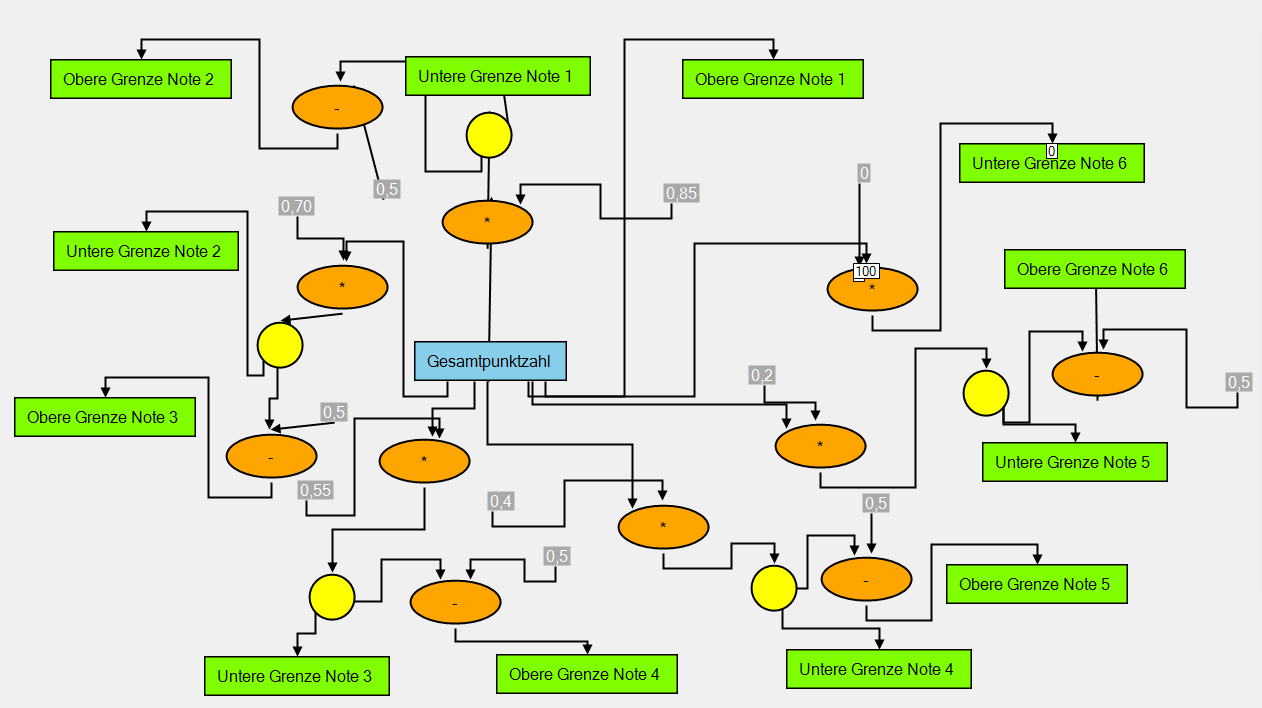 Obere Grenze Note 2
-
Untere Grenze Note 1
Obere Grenze Note 1
0
Untere Grenze Note 6
0
0,5
0,70
0,85
*
Untere Grenze Note 2
*
100
*
Obere Grenze Note 6
Gesamtpunktzahl
0,2
-
0,5
Obere Grenze Note 3
0,5
-
*
*
Untere Grenze Note 5
0,55
0,4
0,5
*
0,5
-
-
Obere Grenze Note 5
Untere Grenze Note 3
Obere Grenze Note 4
Untere Grenze Note 4